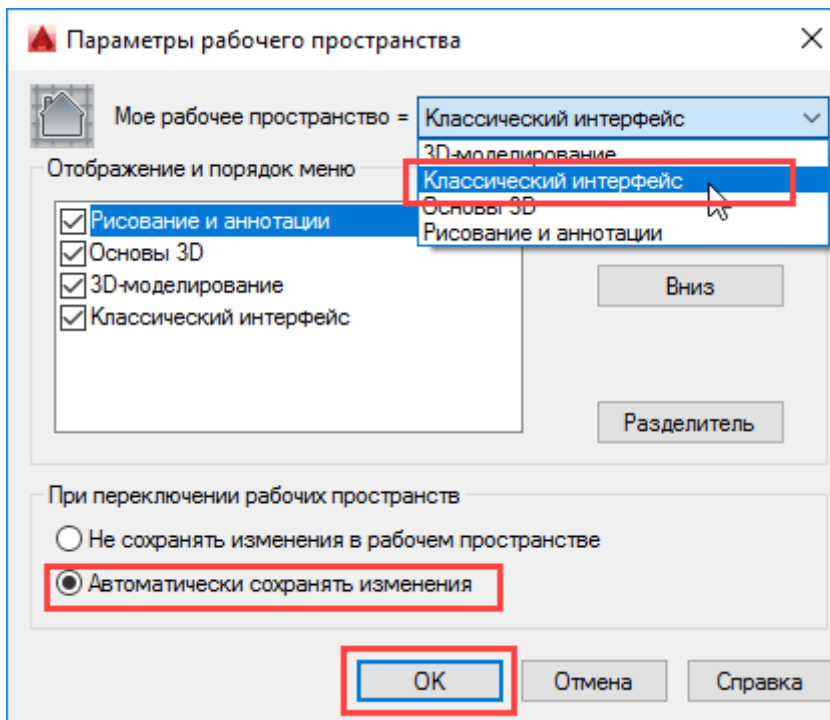 Параметры рабочего пространства
Мое рабочее пространство = Классический интерфейс
3D-моделирование
Классический интерфейс
Основы 3D
Рисование и аннотации
Отображение и порядок меню
Рисование и аннотации
Основы 3D
3D-моделирование
Классический интерфейс
Вниз
Разделитель
При переключении рабочих пространств
Не сохранять изменения в рабочем пространстве
Автоматически сохранять изменения
OK
Отмена
Справка